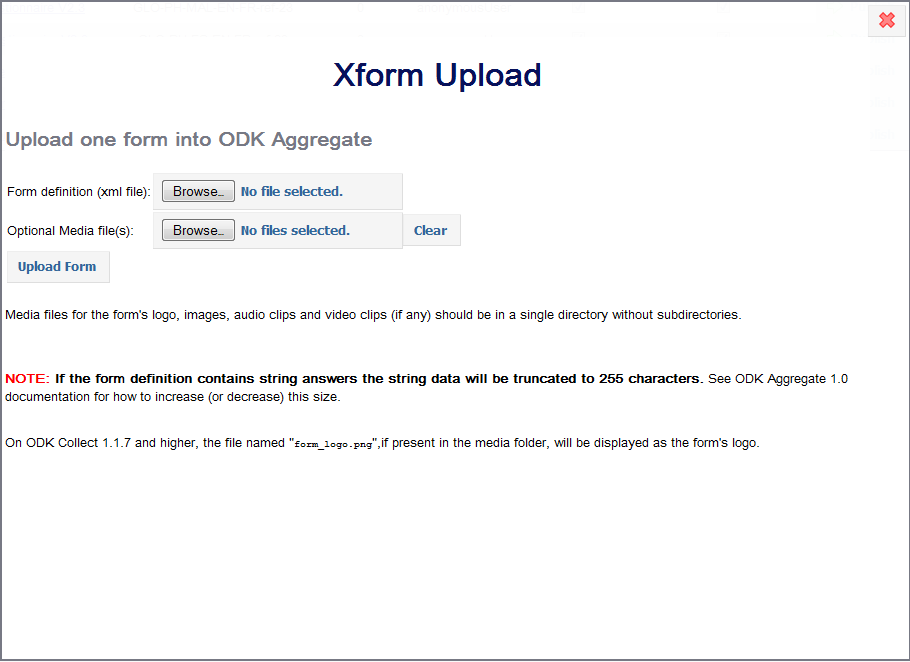 Xform Upload
Upload one form into ODK Aggregate
Form definition (xml file): Browse... No file selected.
Optional Media file(s): Browse... No files selected. Clear
Upload Form
Media files for the form's logo, images, audio clips and video clips (if any) should be in a single directory without subdirectories.
NOTE: If the form definition contains string answers the string data will be truncated to 255 characters. See ODK Aggregate 1.0
documentation for how to increase (or decrease) this size.
On ODK Collect 1.1.7 and higher, the file named "form_logo.png",if present in the media folder, will be displayed as the form's logo.